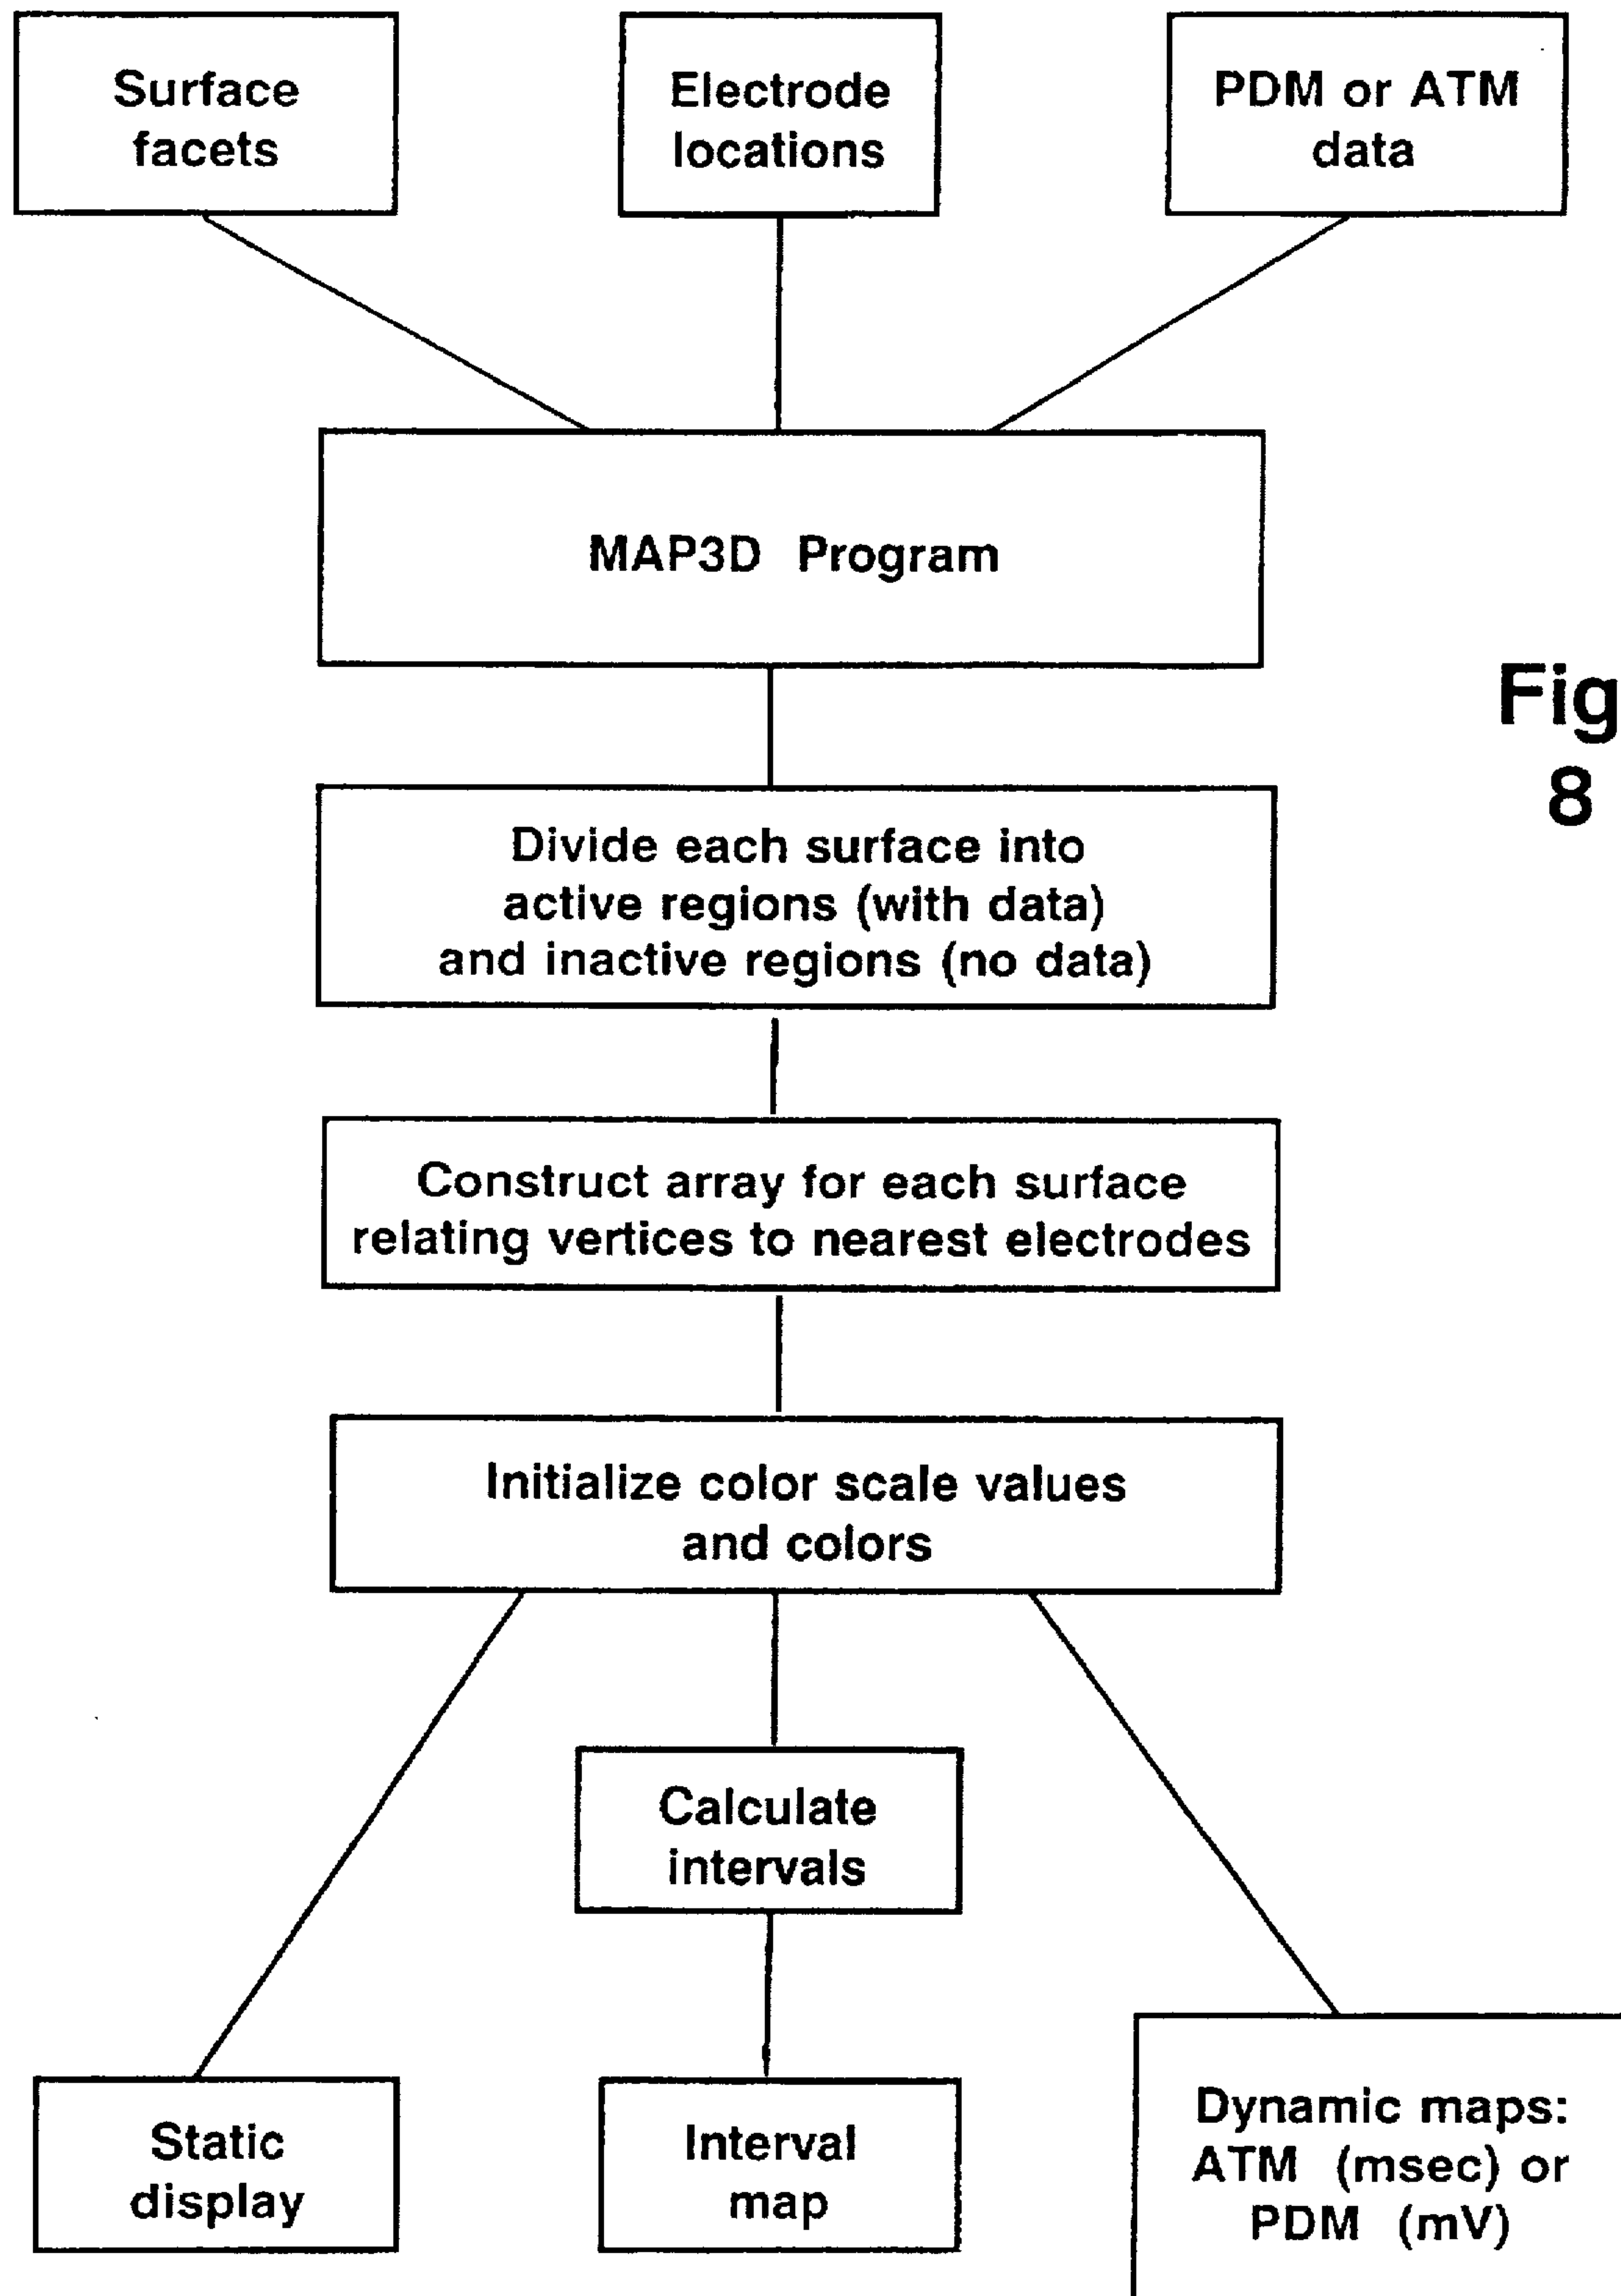 Surface
facets
Electrode
locations
PDM or ATM
data
MAP3D Program
Fig
8
Divide each surface into
active regions (with data)
and inactive regions (no data)
Construct array for each surface
relating vertices to nearest electrodes
Initialize color scale values
and colors
Calculate
intervals
Static
display
Interval
map
Dynamic maps:
ATM (msec) or
PDM (mV)